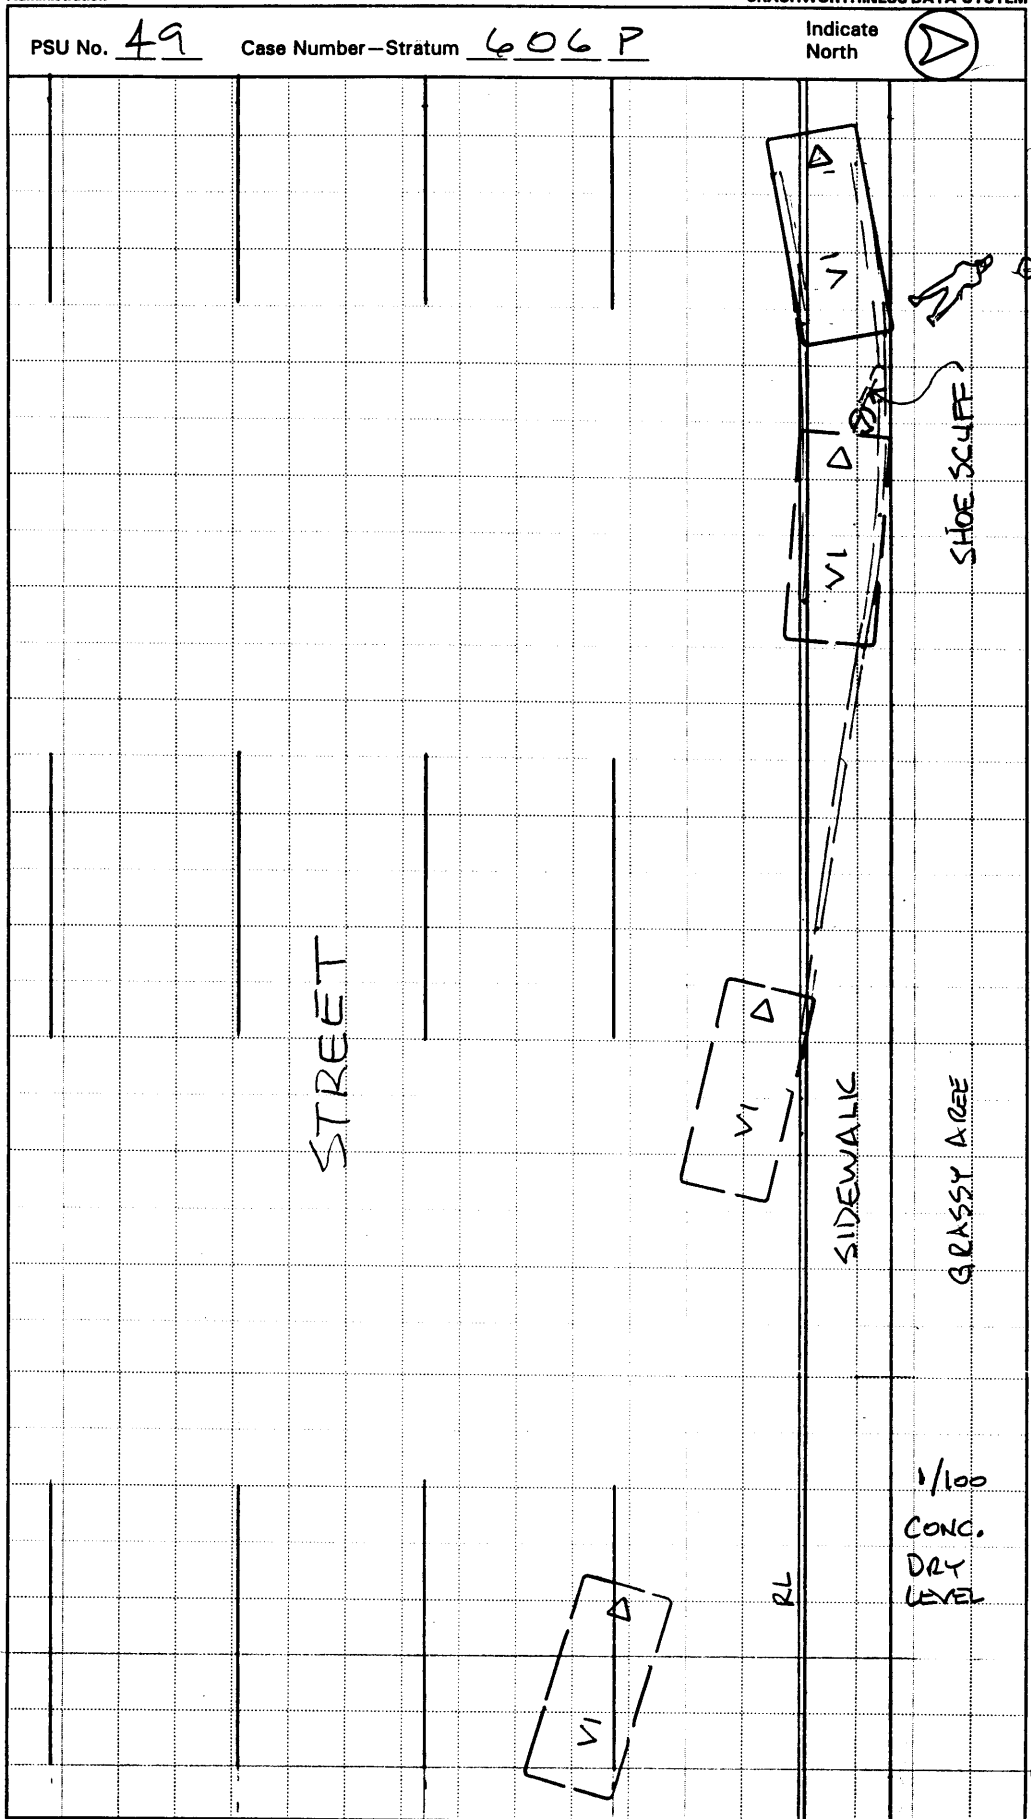 PSU No. 49 Case Number–Stratum 606 P
Indicate
North
V1
SHOE SCUFF
V1
STREET
V1
SIDEWALK
GRASSY AREE
1/100
CONC.
DRY
LEVEL
RL
V1